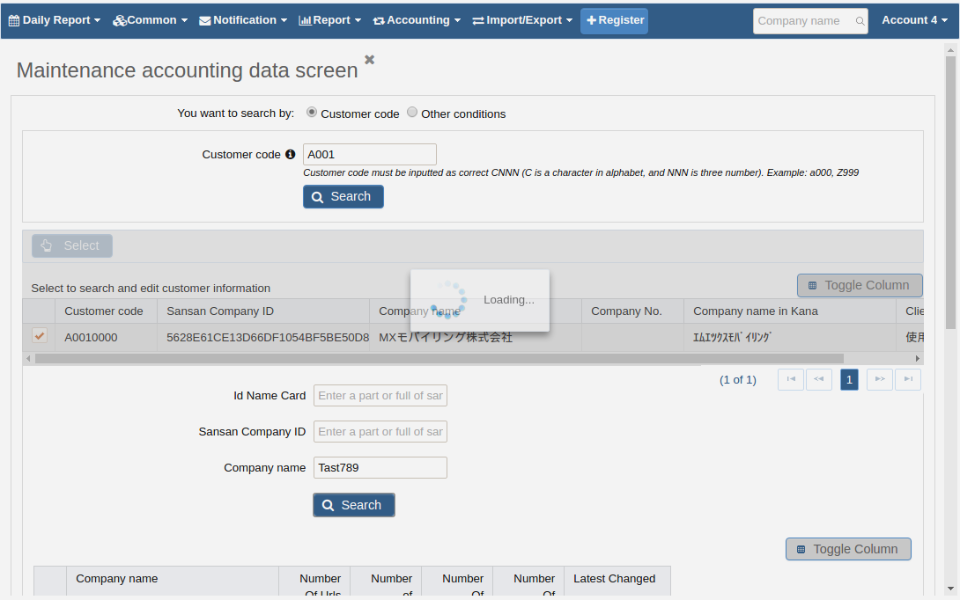 Daily Report Common Notification Report Accounting Import/Export Register Company name Account 4
Maintenance accounting data screen
You want to search by: Customer code Other conditions
Customer code A001
Customer code must be inputted as correct CNNN (C is a character in alphabet, and NNN is three number). Example: a000, Z999
Search
Select
Select to search and edit customer information
Toggle Column
Loading...
Customer code Sansan Company ID Company name Company No. Company name in Kana Clie
A0010000 5628E61CE13D66DF1054BF5BE50D8 MXモバイリング株式会社 ｴﾑｴｯｸｽﾓﾊﾞｲﾘﾝｸﾞ 使用
(1 of 1) 1
Id Name Card Enter a part or full of sar
Sansan Company ID Enter a part or full of sar
Company name Tast789
Search
Toggle Column
Company name Number Number Number Number Latest Changed
Of Urls of Of Of